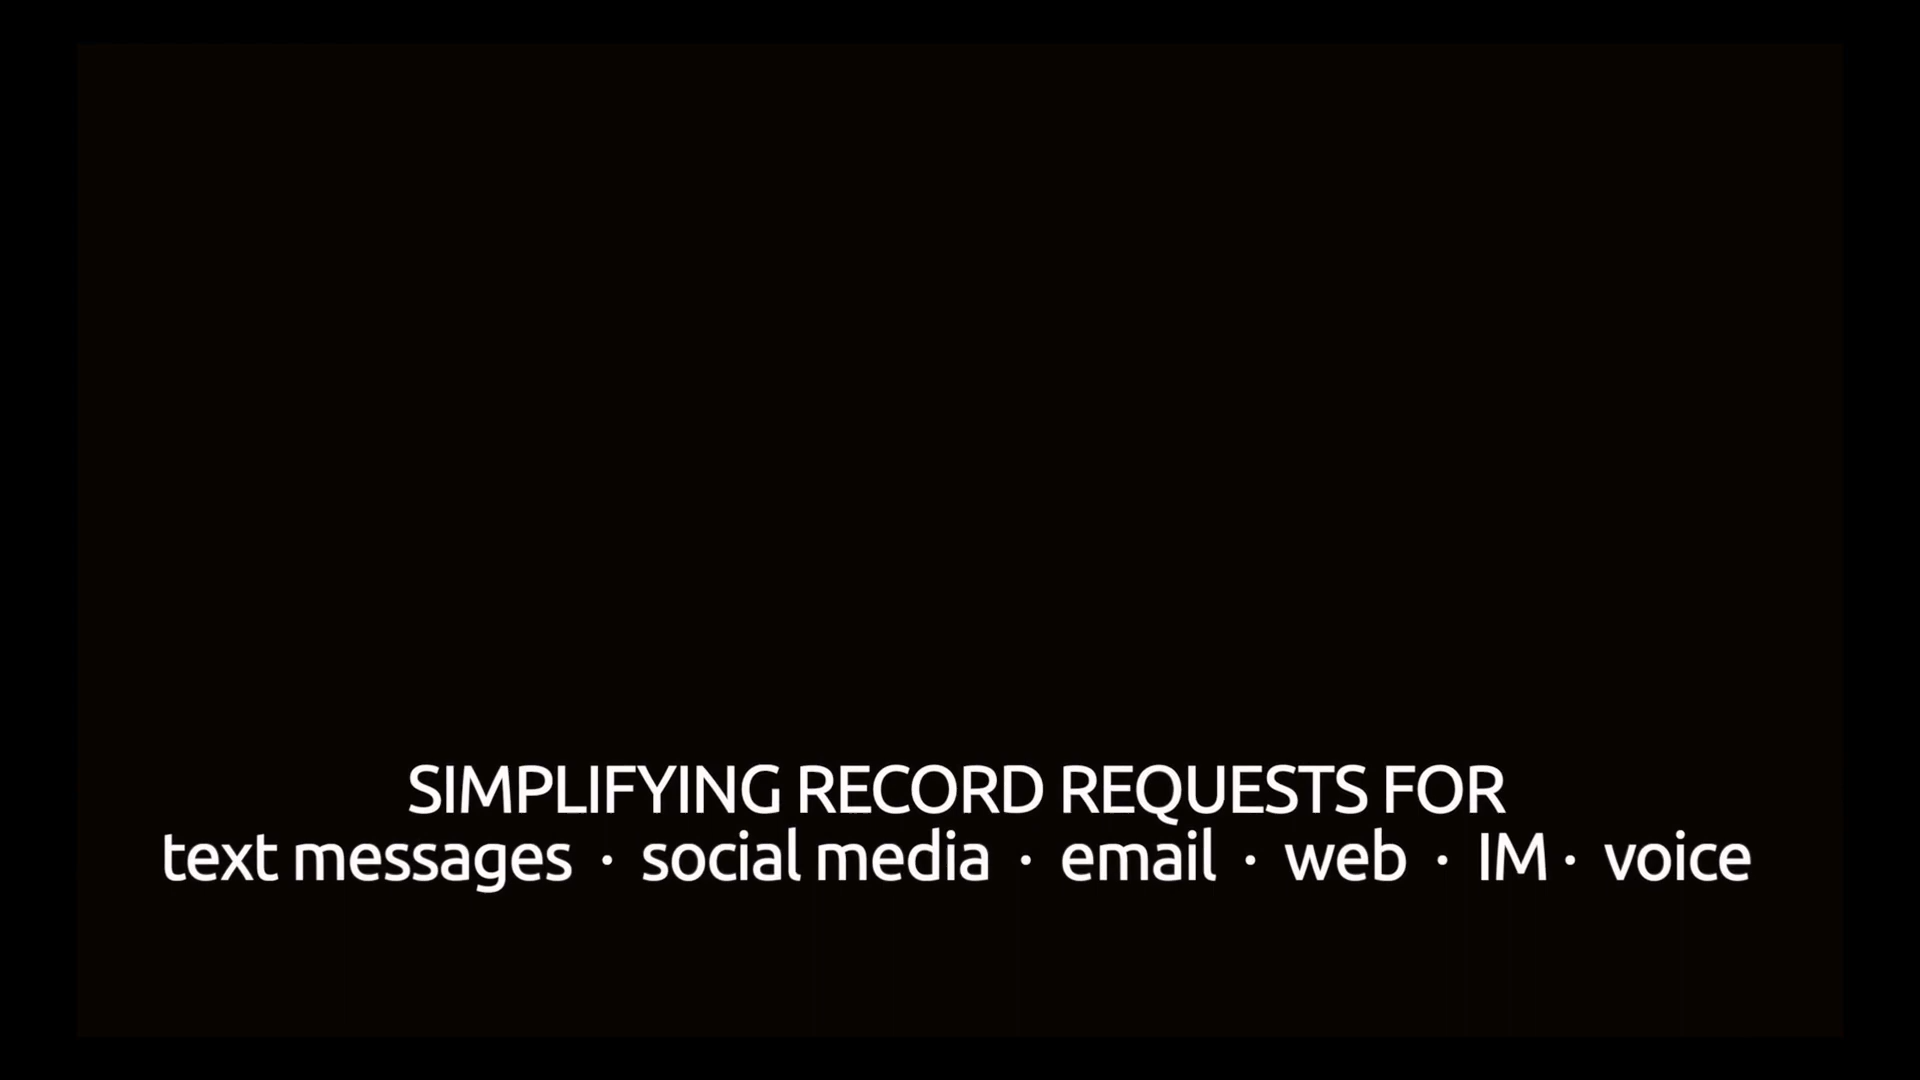 SIMPLIFYING RECORD REQUESTS FOR
text messages · social media · email · web · IM · voice